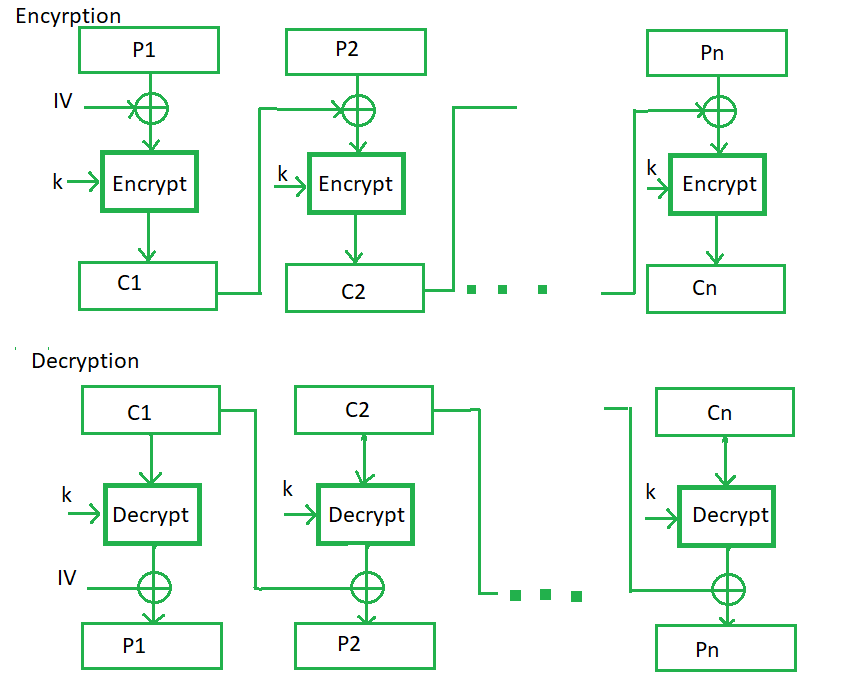 Encyrption
P1
P2
Pn
IV
k
Encrypt
k
Encrypt
k
Encrypt
C1
C2
Cn
Decryption
C1
C2
Cn
k
Decrypt
k
Decrypt
k
Decrypt
IV
P1
P2
Pn